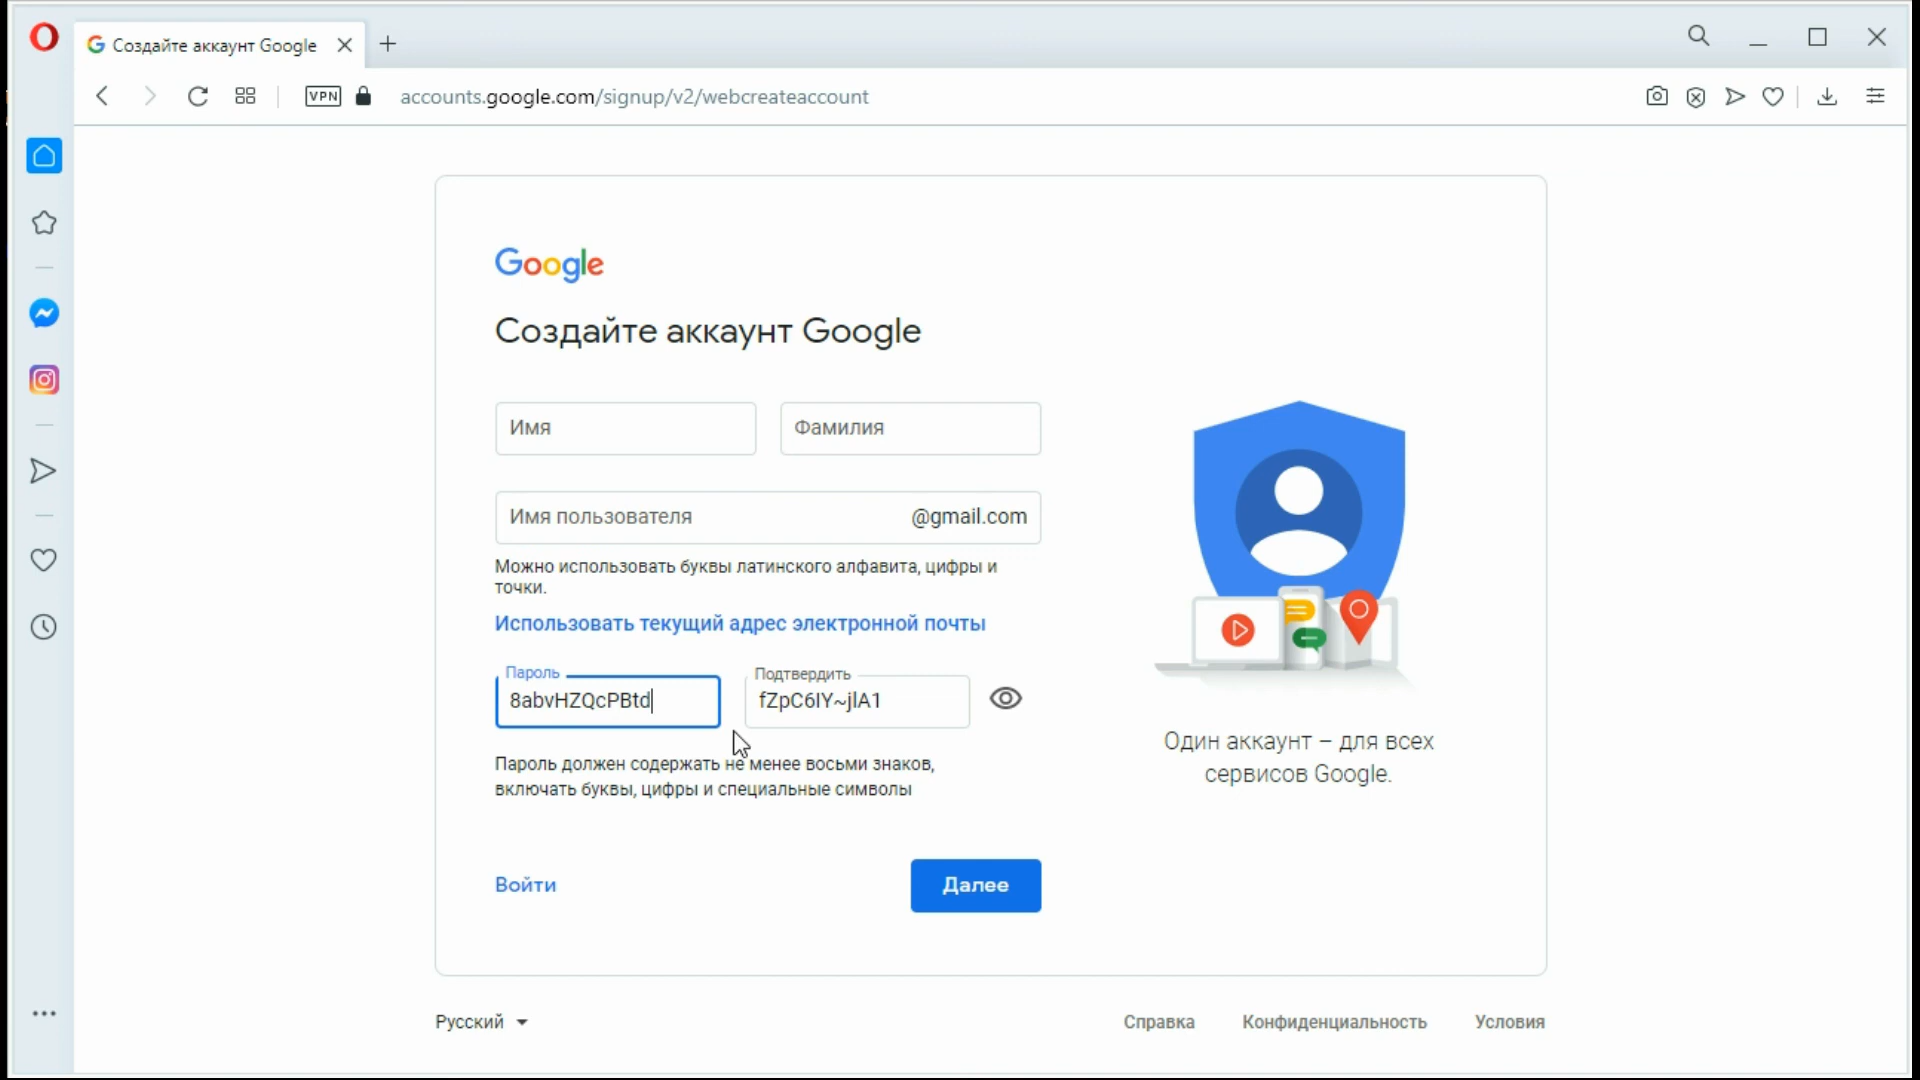 Создайте аккаунт Google
VPN
accounts.google.com/signup/v2/webcreateaccount
Google
Создайте аккаунт Google
Имя
Фамилия
Имя пользователя
@gmail.com
Можно использовать буквы латинского алфавита, цифры и
точки.
Использовать текущий адрес электронной почты
Пароль
Подтвердить
8abvHZQcPBtd
fZpC6IY~jlA1
Пароль должен содержать не менее восьми знаков,
включать буквы, цифры и специальные символы
Один аккаунт – для всех
сервисов Google.
Войти
Далее
Русский
Справка
Конфиденциальность
Условия